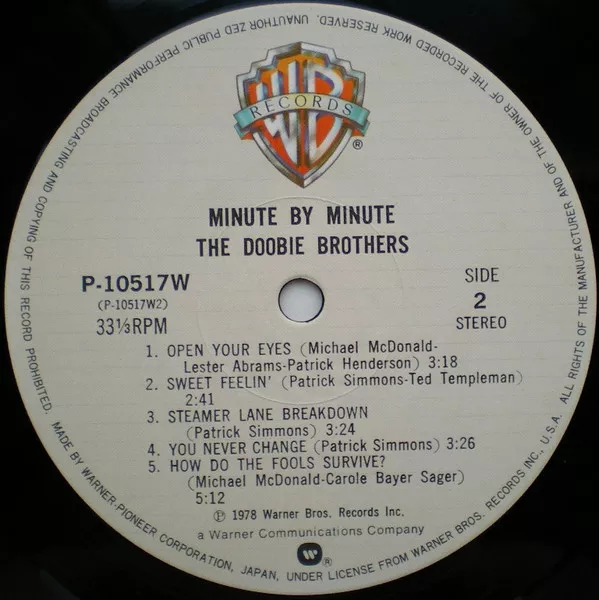 WB
RECORDS
®
MINUTE BY MINUTE
THE DOOBIE BROTHERS
P-10517W
(P-10517W2)
33⅓RPM
SIDE
2
STEREO
1. OPEN YOUR EYES (Michael McDonald-
Lester Abrams-Patrick Henderson) 3:18
2. SWEET FEELIN' (Patrick Simmons-Ted Templeman)
2:41
3. STEAMER LANE BREAKDOWN
(Patrick Simmons) 3:24
4. YOU NEVER CHANGE (Patrick Simmons) 3:26
5. HOW DO THE FOOLS SURVIVE?
(Michael McDonald-Carole Bayer Sager)
5:12
℗ 1978 Warner Bros. Records Inc.
a Warner Communications Company
®
MADE BY WARNER-PIONEER CORPORATION, JAPAN, UNDER LICENSE FROM WARNER BROS. RECORDS INC., U.S.A. ALL RIGHTS OF THE MANUFACTURER AND OF THE OWNER OF THE RECORDED WORK RESERVED. UNAUTHORIZED PUBLIC PERFORMANCE BROADCASTING AND COPYING OF THIS RECORD PROHIBITED.